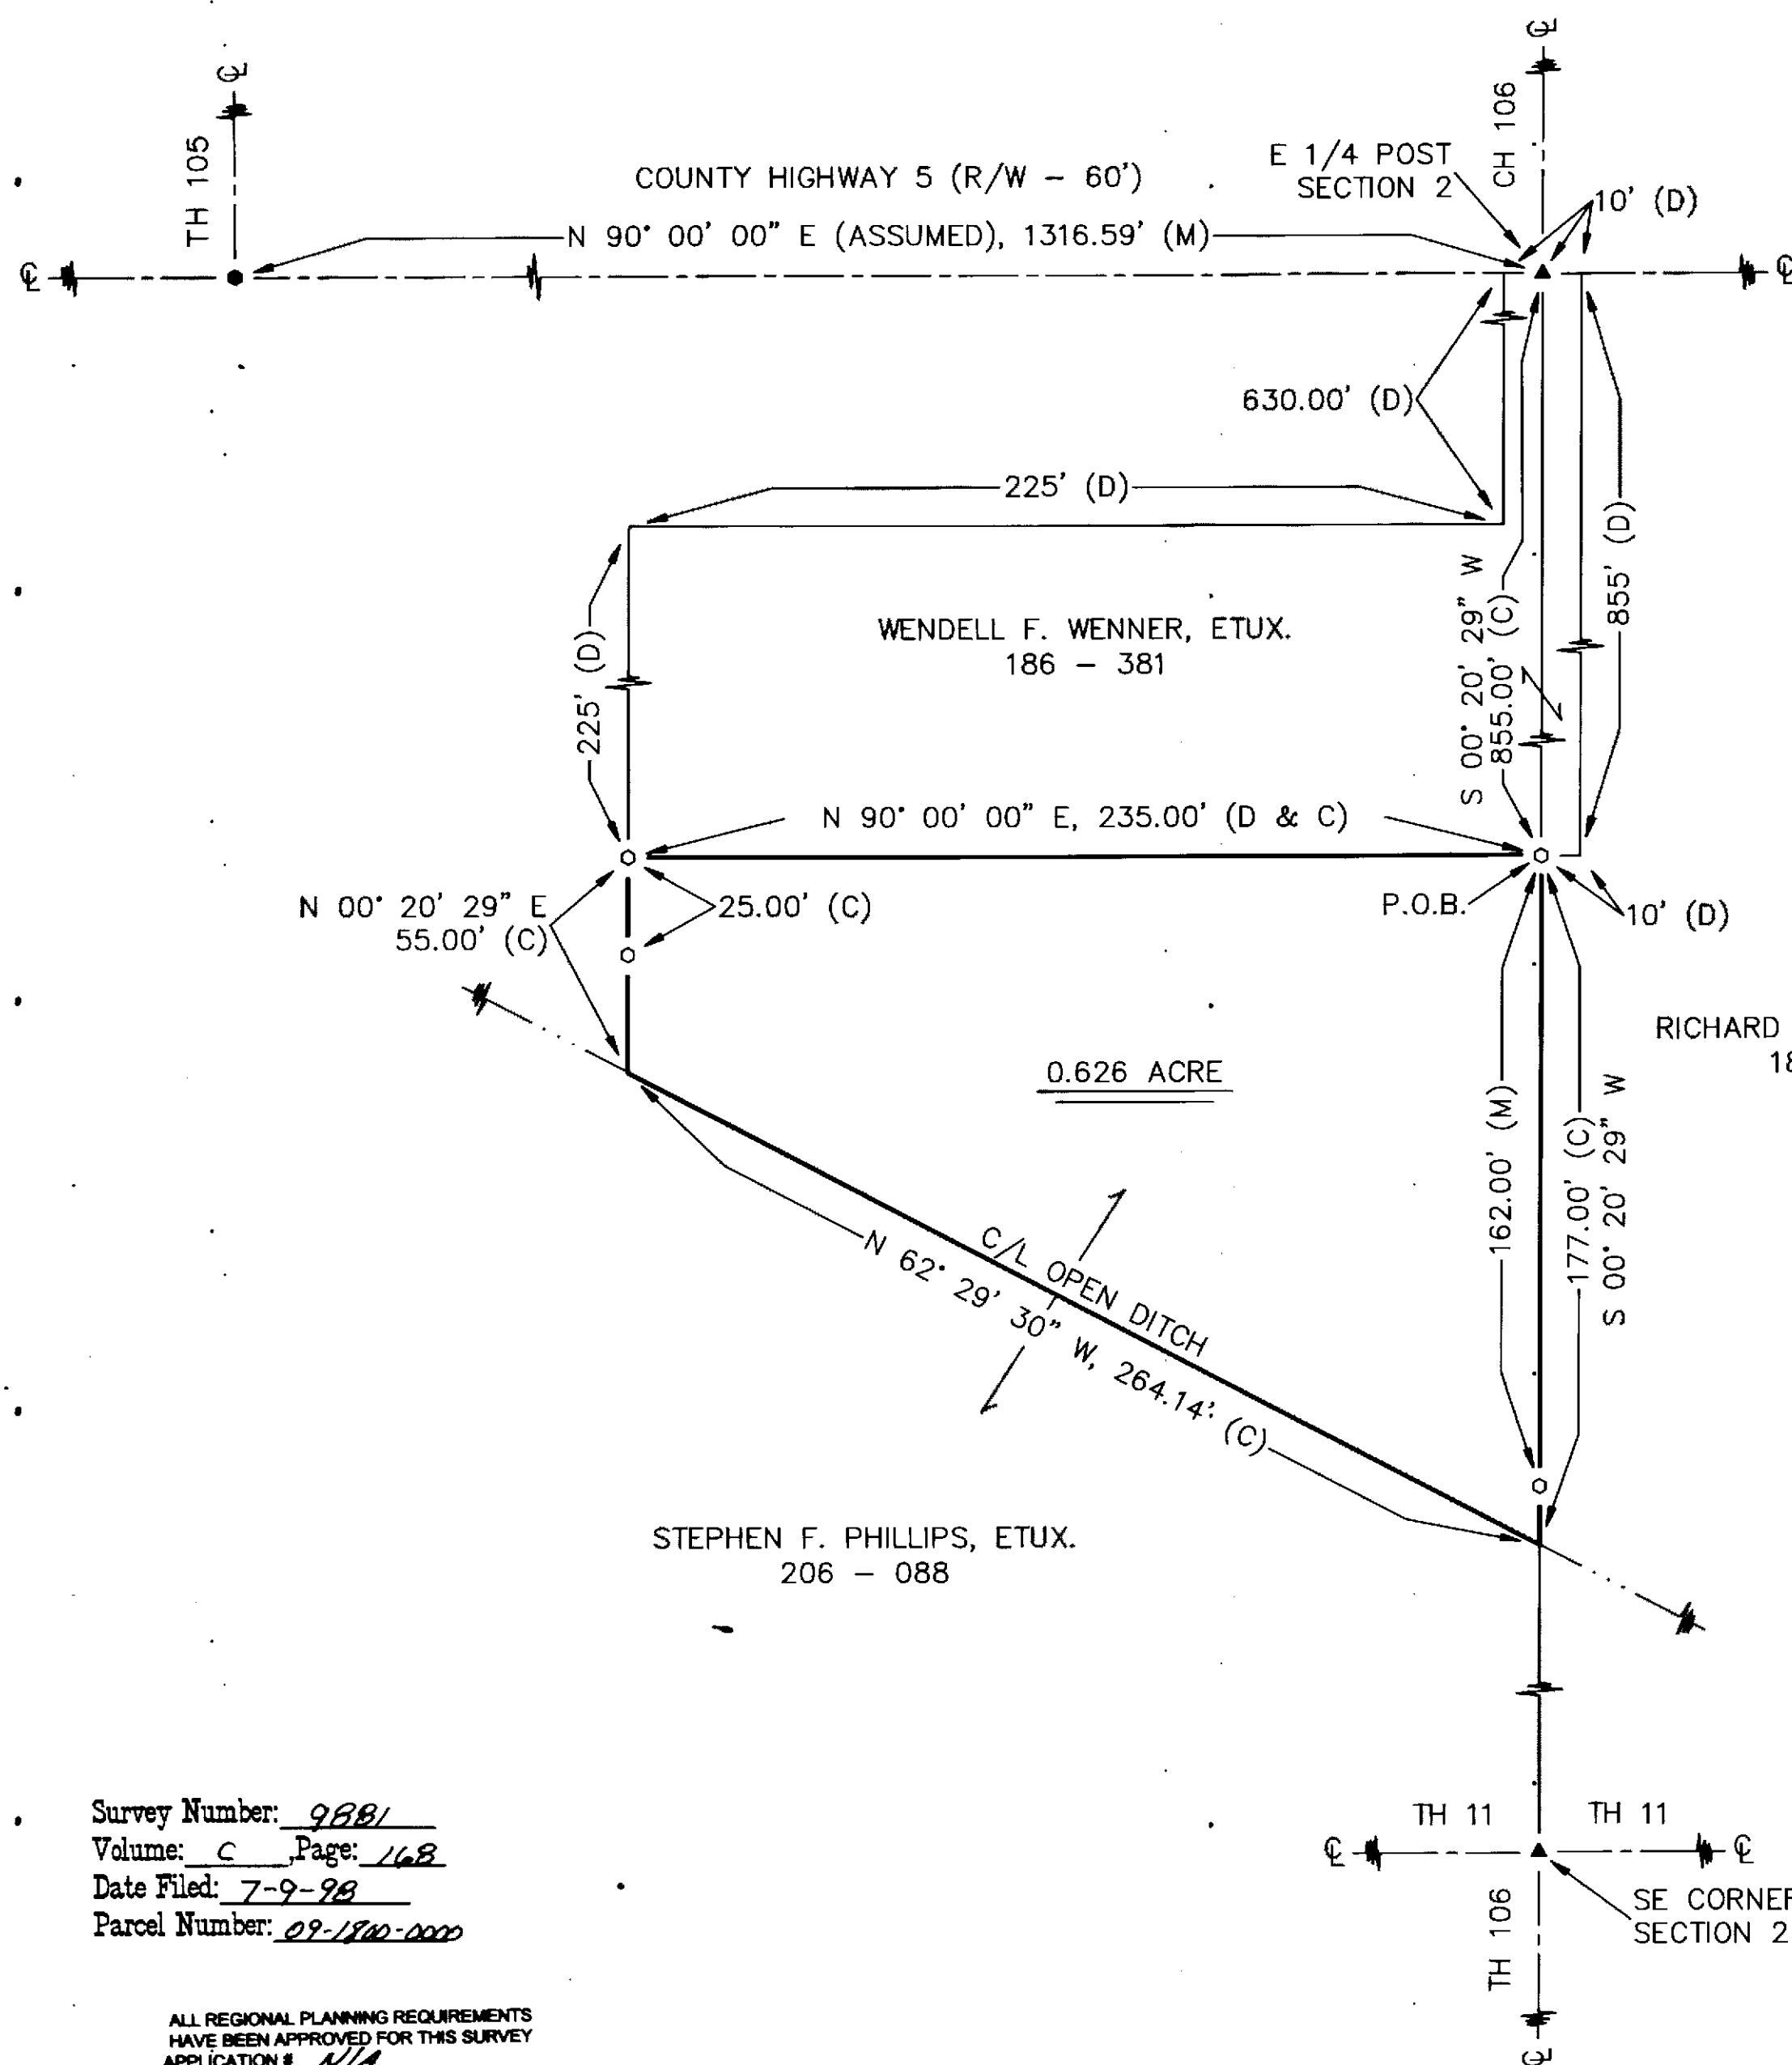 ℄
℄
TH 105
CH 106
COUNTY HIGHWAY 5 (R/W - 60')
E 1/4 POST
SECTION 2
10' (D)
N 90° 00' 00" E (ASSUMED), 1316.59' (M)
℄
℄
630.00' (D)
225' (D)
855' (D)
S 00° 20' 29" W
855.00' (C)
WENDELL F. WENNER, ETUX.
186 - 381
225' (D)
N 90° 00' 00" E, 235.00' (D & C)
N 00° 20' 29" E
55.00' (C)
25.00' (C)
P.O.B.
10' (D)
RICHARD
18
0.626 ACRE
162.00' (M)
177.00' (C)
S 00° 20' 29" W
C/L OPEN DITCH
N 62° 29' 30" W, 264.14' (C)
STEPHEN F. PHILLIPS, ETUX.
206 - 088
Survey Number: 9881
Volume: C ,Page: 168
Date Filed: 7-9-98
Parcel Number: 09-1800-0000
TH 11 TH 11
℄ ℄
TH 106
SE CORNER
SECTION 2
℄
ALL REGIONAL PLANNING REQUIREMENTS
HAVE BEEN APPROVED FOR THIS SURVEY
APPLICATION # N/A